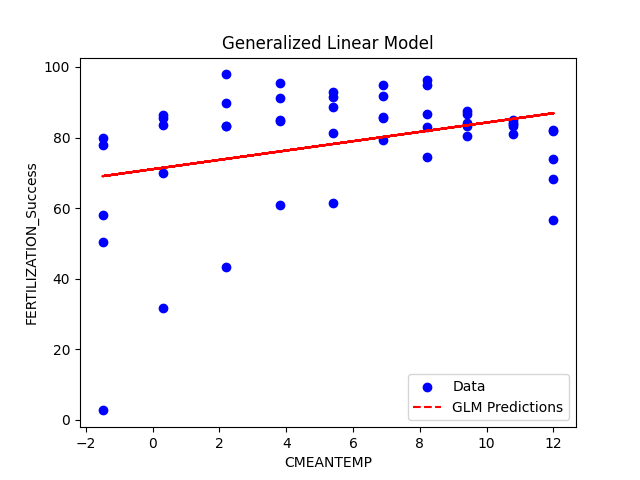 Generalized Linear Model
100
80
60
40
20
0
FERTILIZATION_Success
−2
0
2
4
6
8
10
12
CMEANTEMP
Data
GLM Predictions